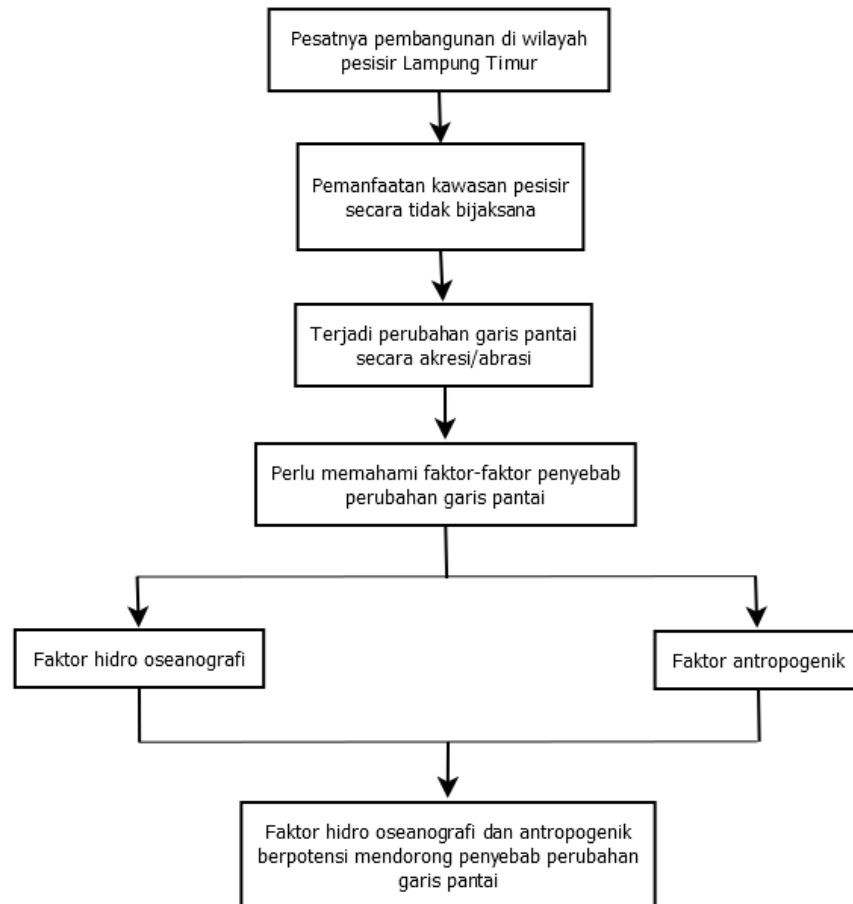 Pesatnya pembangunan di wilayah
pesisir Lampung Timur
Pemanfaatan kawasan pesisir
secara tidak bijaksana
Terjadi perubahan garis pantai
secara akresi/abrasi
Perlu memahami faktor-faktor penyebab
perubahan garis pantai
Faktor hidro oseanografi
Faktor antropogenik
Faktor hidro oseanografi dan antropogenik
berpotensi mendorong penyebab perubahan
garis pantai